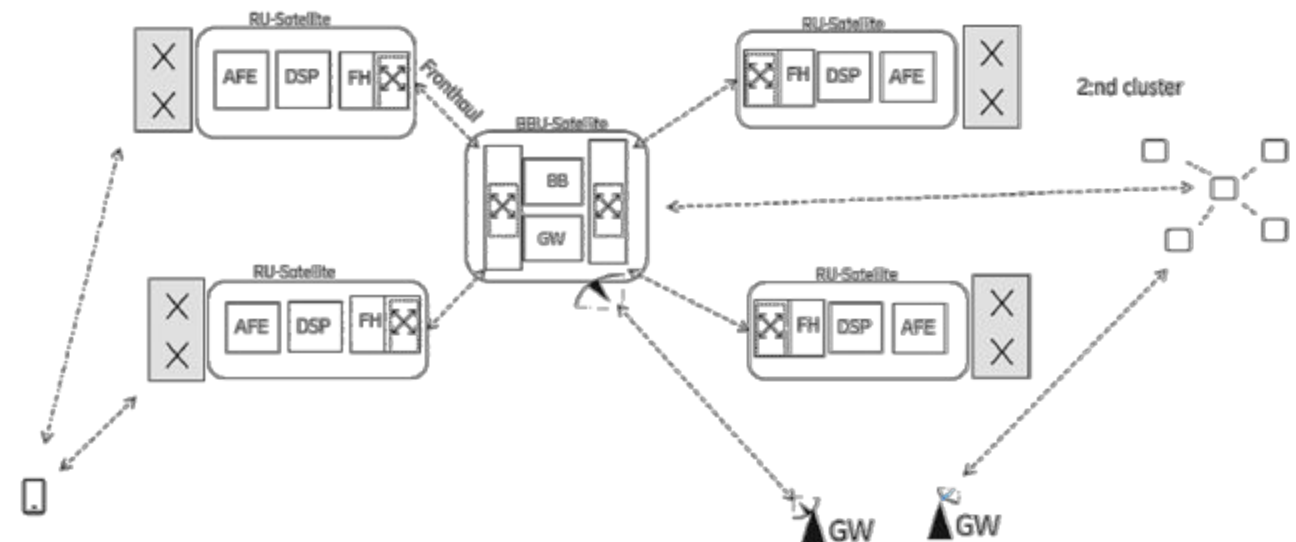 RU-Satellite
AFE DSP FH
Fronthaul
BBU-Satellite
BB
GW
RU-Satellite
FH DSP AFE
2:nd cluster
RU-Satellite
AFE DSP FH
RU-Satellite
FH DSP AFE
GW
GW